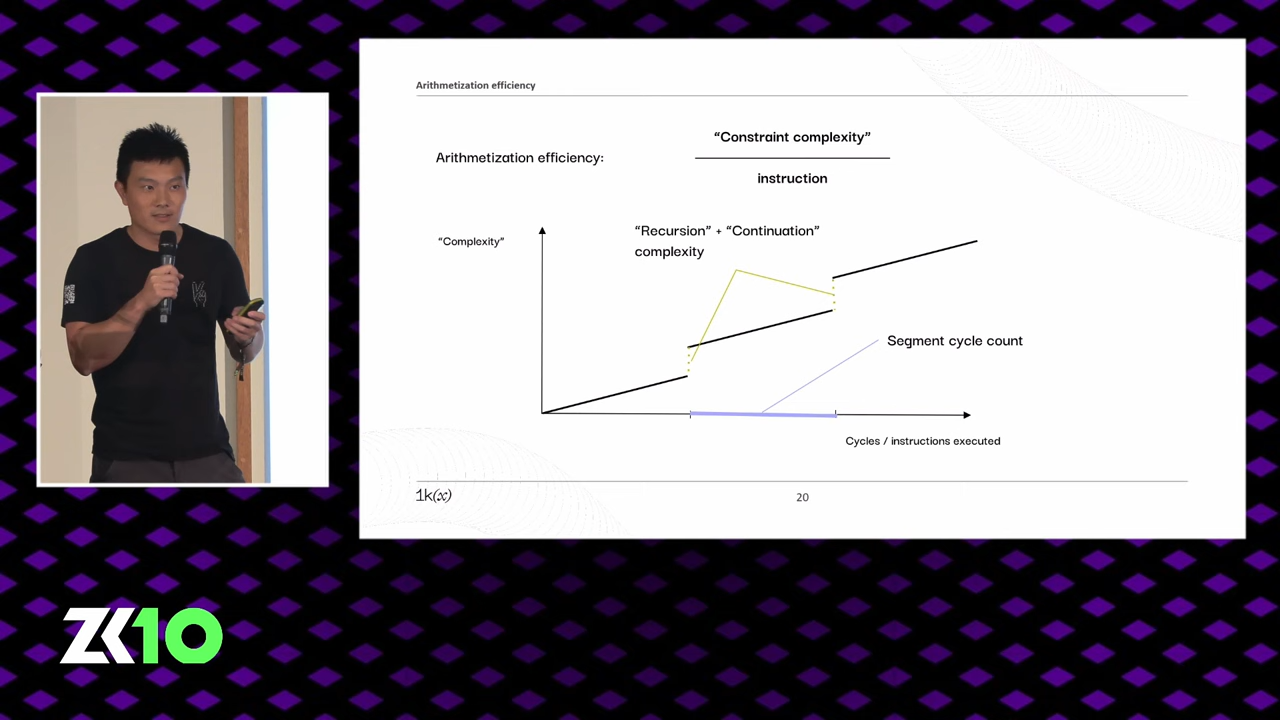 Arithmetization efficiency
“Constraint complexity”
Arithmetization efficiency:
instruction
“Recursion” + “Continuation”
complexity
“Complexity”
Segment cycle count
Cycles / instructions executed
1k(x)
20
ZK10